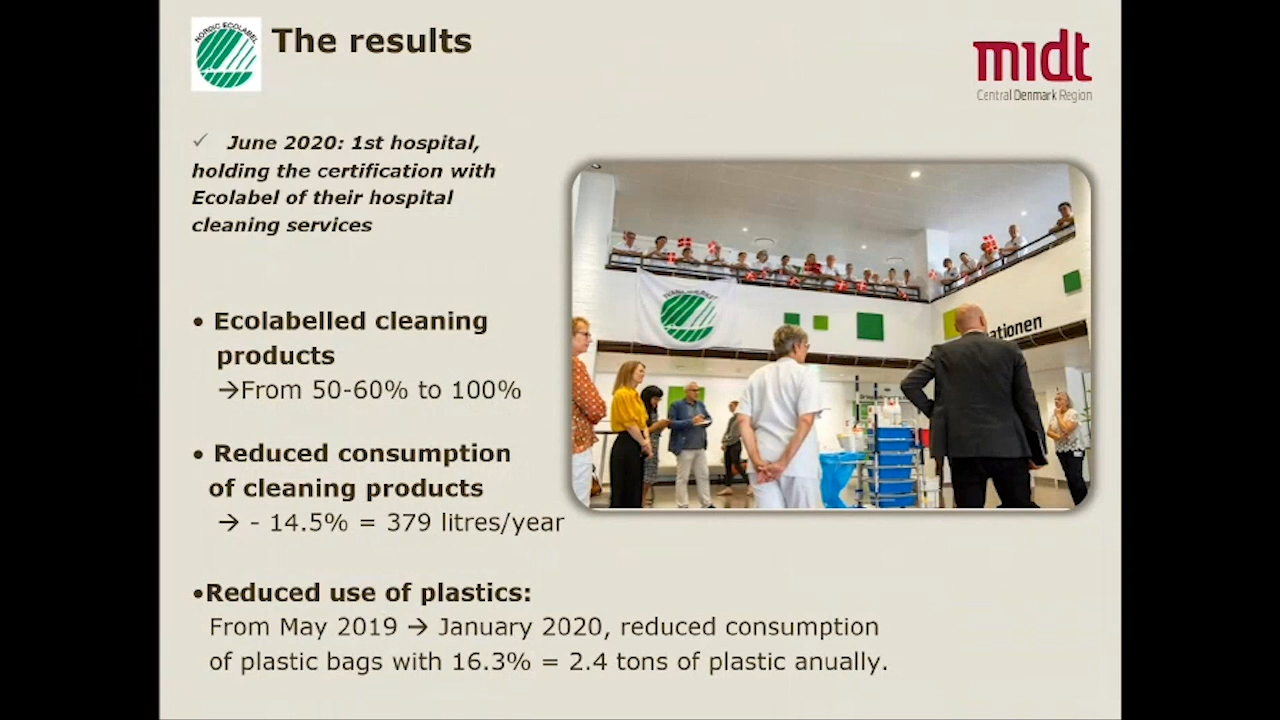 NORDIC ECOLABEL
The results
midt
Central Denmark Region
✓ June 2020: 1st hospital,
holding the certification with
Ecolabel of their hospital
cleaning services
• Ecolabelled cleaning
products
→From 50-60% to 100%
• Reduced consumption
of cleaning products
→ - 14.5% = 379 litres/year
•Reduced use of plastics:
From May 2019 → January 2020, reduced consumption
of plastic bags with 16.3% = 2.4 tons of plastic anually.
ationen